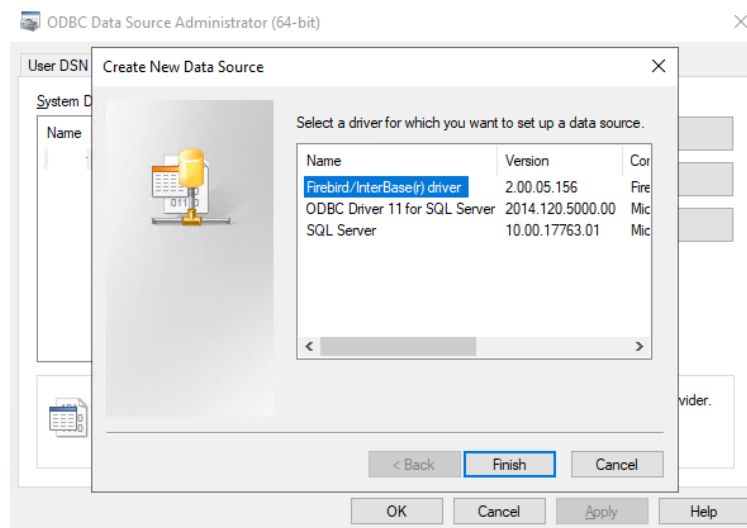 ODBC Data Source Administrator (64-bit)
User DSN
Create New Data Source
System D
Name
Select a driver for which you want to set up a data source.
Name Version Cor
Firebird/InterBase(r) driver 2.00.05.156 Fire
ODBC Driver 11 for SQL Server 2014.120.5000.00 Mic
SQL Server 10.00.17763.01 Mic
vider.
< Back Finish Cancel
OK Cancel Apply Help